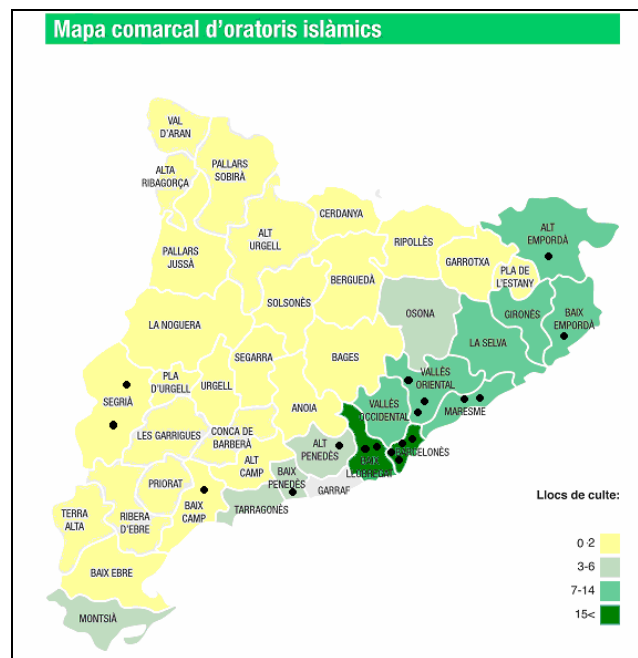 Mapa comarcal d'oratoris islàmics
VAL
D'ARAN
ALTA
RIBAGORÇA
PALLARS
SOBIRÀ
PALLARS
JUSSÀ
ALT
URGELL
CERDANYA
RIPOLLÈS
GARROTXA
ALT
EMPORDÀ
PLA DE
L'ESTANY
BERGUEDÀ
SOLSONÈS
OSONA
GIRONÈS
BAIX
EMPORDÀ
LA SELVA
LA NOGUERA
SEGARRA
BAGES
VALLÈS
ORIENTAL
PLA
D'URGELL
URGELL
SEGRIÀ
ANOIA
VALLÈS
OCCIDENTAL
MARESME
LES GARRIGUES
CONCA DE
BARBERÀ
ALT
PENEDÈS
BARCELONÈS
BAIX
LLOBREGAT
ALT
CAMP
BAIX
PENEDÈS
GARRAF
PRIORAT
BAIX
CAMP
TARRAGONÈS
TERRA
ALTA
RIBERA
D'EBRE
BAIX EBRE
MONTSIÀ
Llocs de culte:
0-2
3-6
7-14
15<